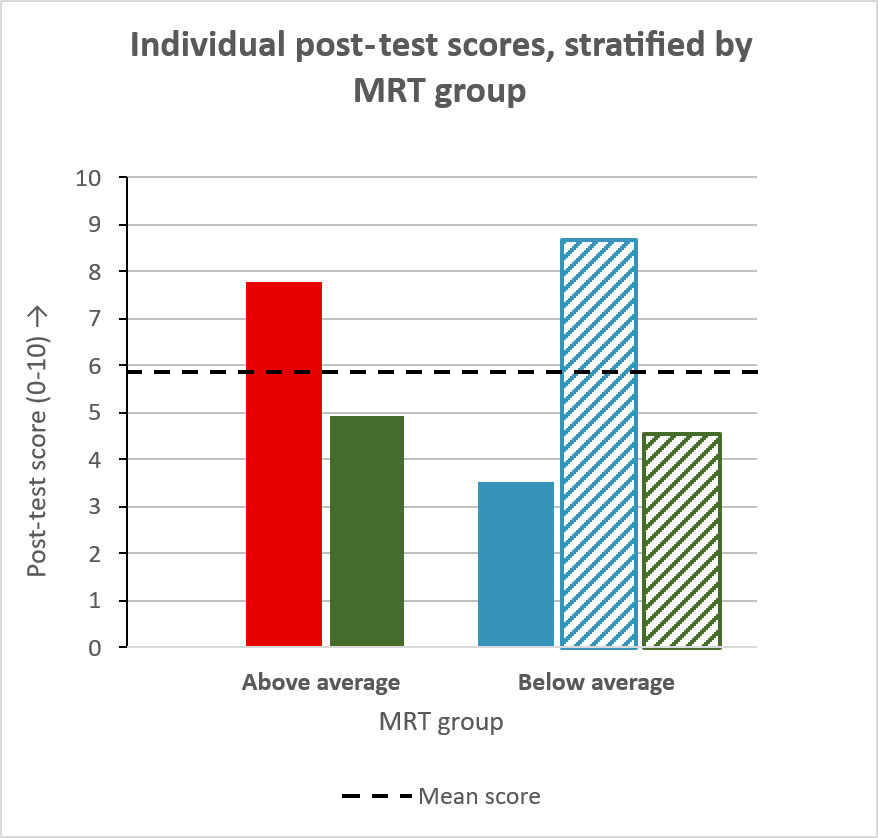 Individual post-test scores, stratified by
MRT group
10
9
8
7
6
5
4
3
2
1
0
Post-test score (0-10) →
Above average
Below average
MRT group
Mean score